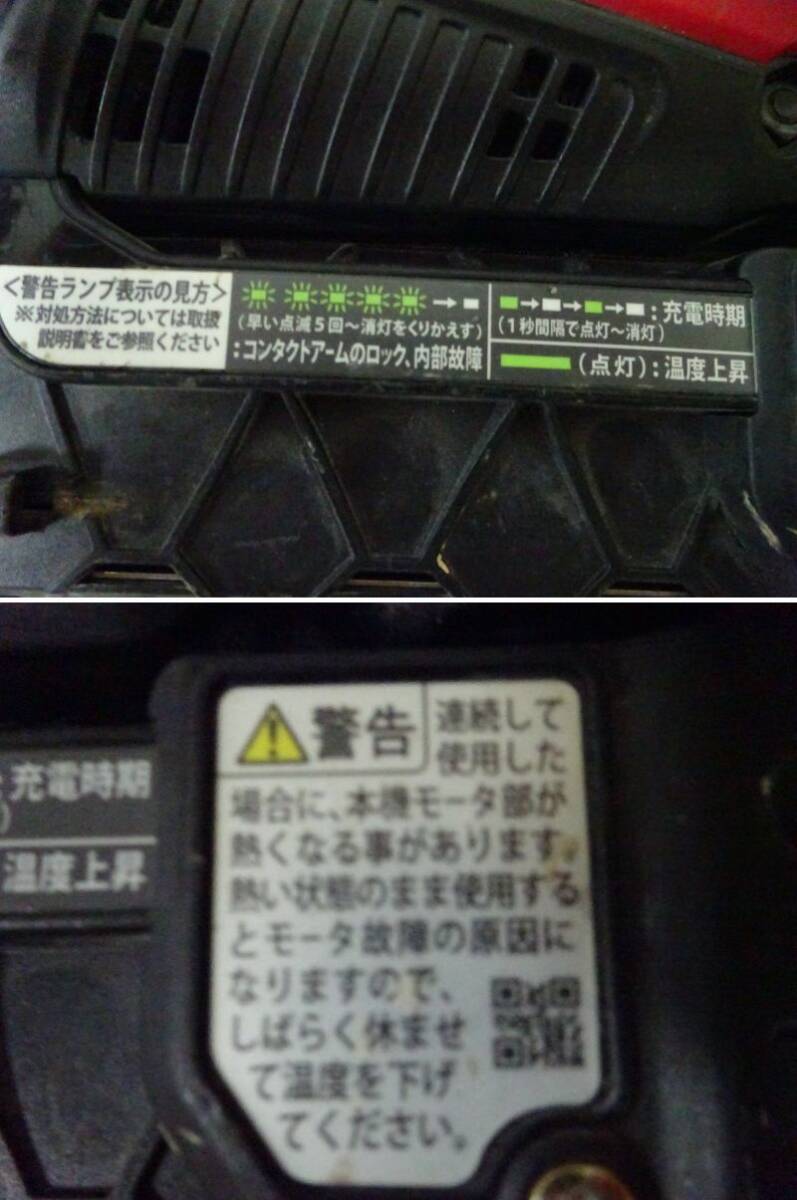 ＜警告ランプ表示の見方＞
※対処方法については取扱
説明書をご参照ください
(早い点滅5回～消灯をくりかえす)
：コンタクトアームのロック、内部故障
：充電時期
(1秒間隔で点灯～消灯)
(点灯)：温度上昇
：充電時期
)
温度上昇
警告
連続して
使用した
場合に、本機モータ部が
熱くなる事があります。
熱い状態のまま使用する
とモータ故障の原因に
なりますので、
しばらく休ませ
て温度を下げ
てください。